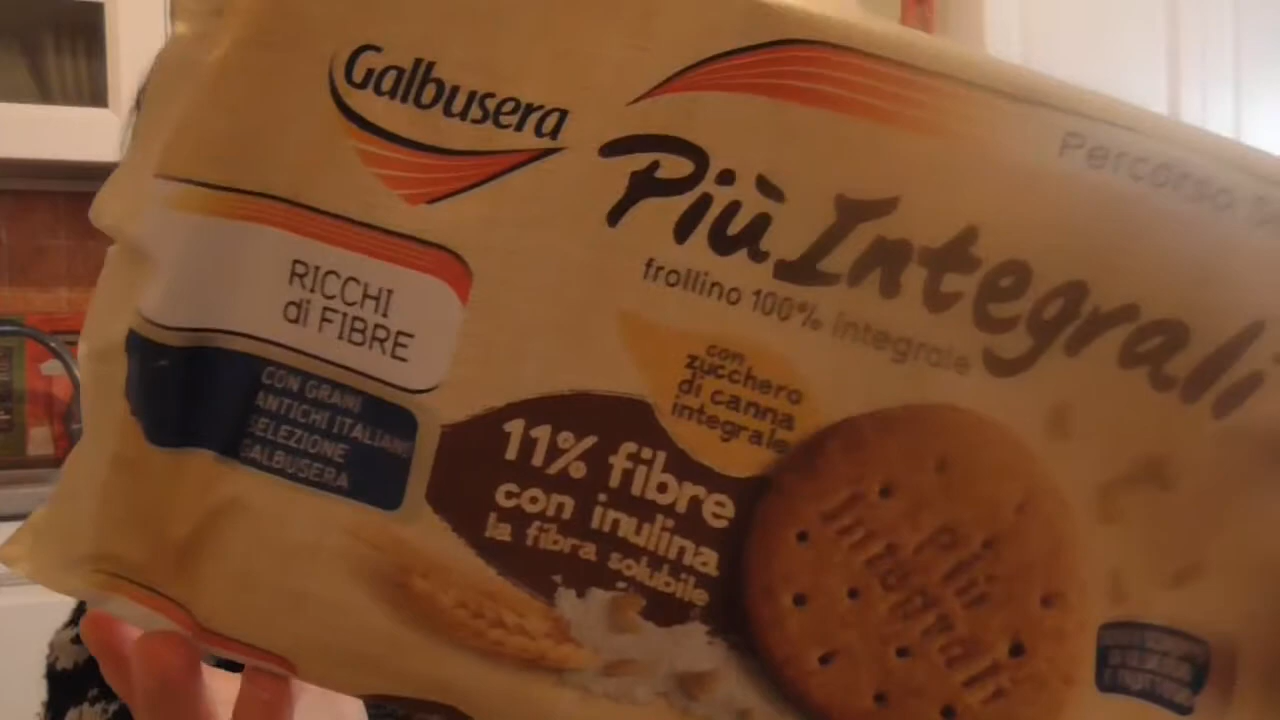 Galbusera
Più Integrali
Percorso
frollino 100% integrale
RICCHI
di FIBRE
CON GRANI
ANTICHI ITALIANI
SELEZIONE
GALBUSERA
con
zucchero
di canna
integrale
11% fibre
con inulina
la fibra solubile
Più
Integrali